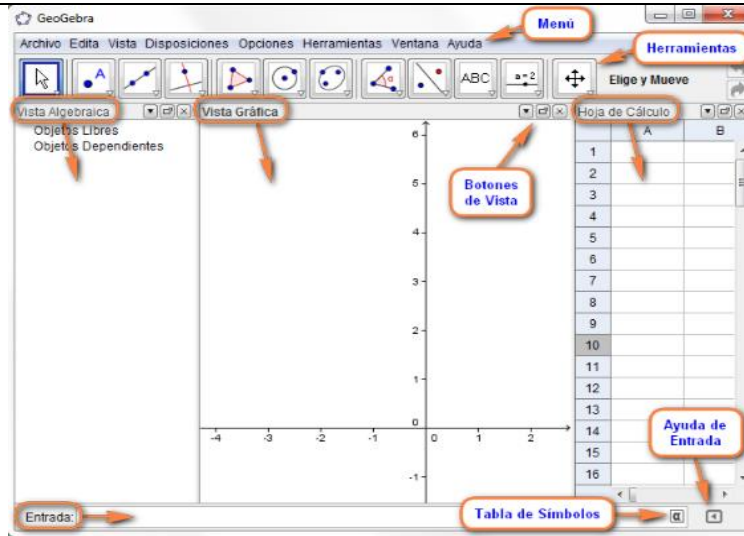 GeoGebra
Menú
Archivo Edita Vista Disposiciones Opciones Herramientas Ventana Ayuda
Herramientas
A
α
ABC
a=2
Elige y Mueve
Vista Algebraica
Vista Gráfica
Hoja de Cálculo
Objetos Libres
Objetos Dependientes
Botones
de Vista
A B
1
2
3
4
5
6
7
8
9
10
11
12
13
14
15
16
6
5
4
3
2
1
0
-1
-4 -3 -2 -1 0 1 2
Ayuda de
Entrada
Entrada:
Tabla de Símbolos
α